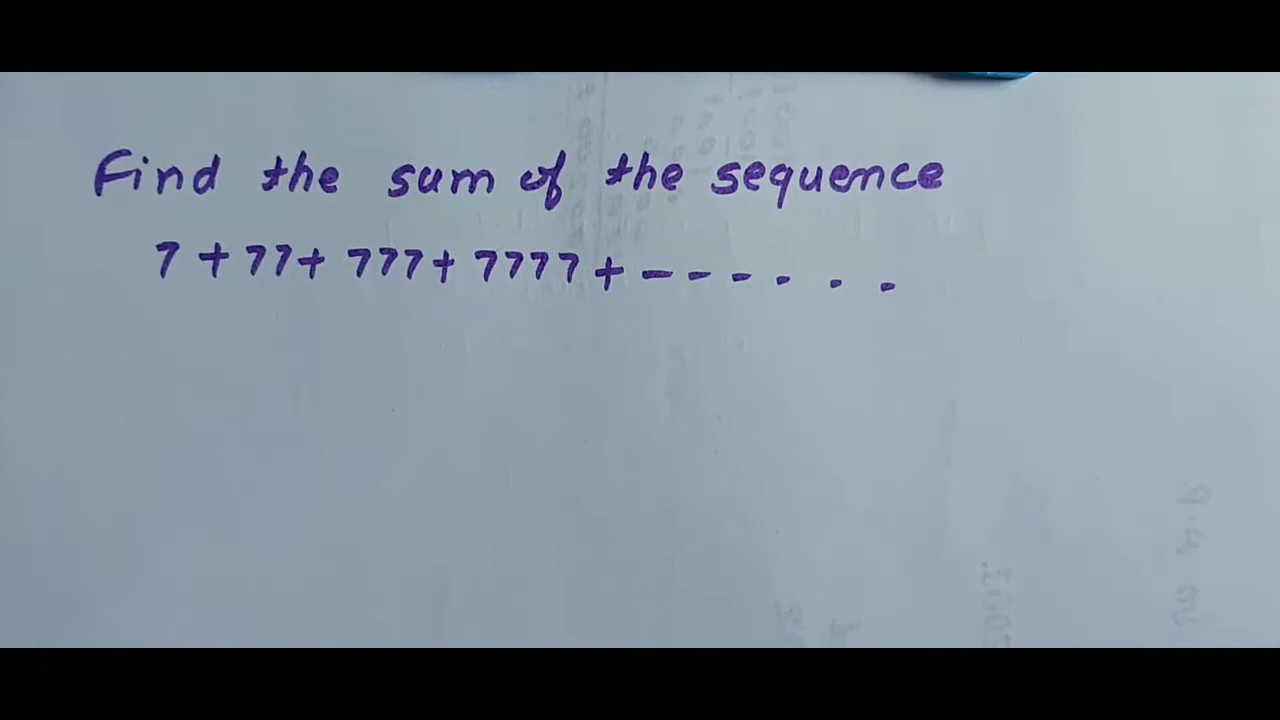 Find the sum of the sequence
7 + 77 + 777 + 7777 + - - - - . .